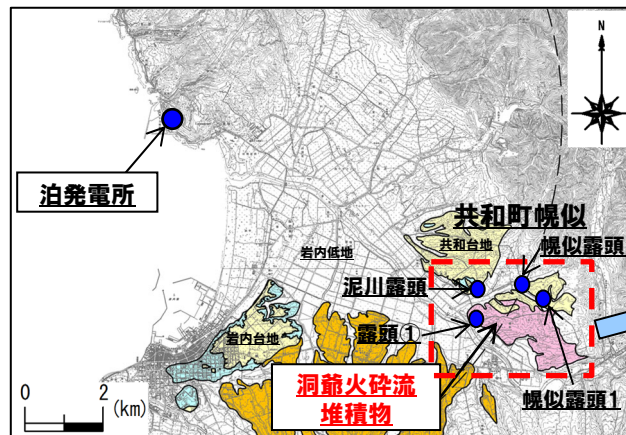 N
泊発電所
共和町幌似
共和台地
幌似露頭
岩内低地
泥川露頭
露頭①
岩内台地
幌似露頭1
洞爺火砕流
堆積物
0 2
(km)